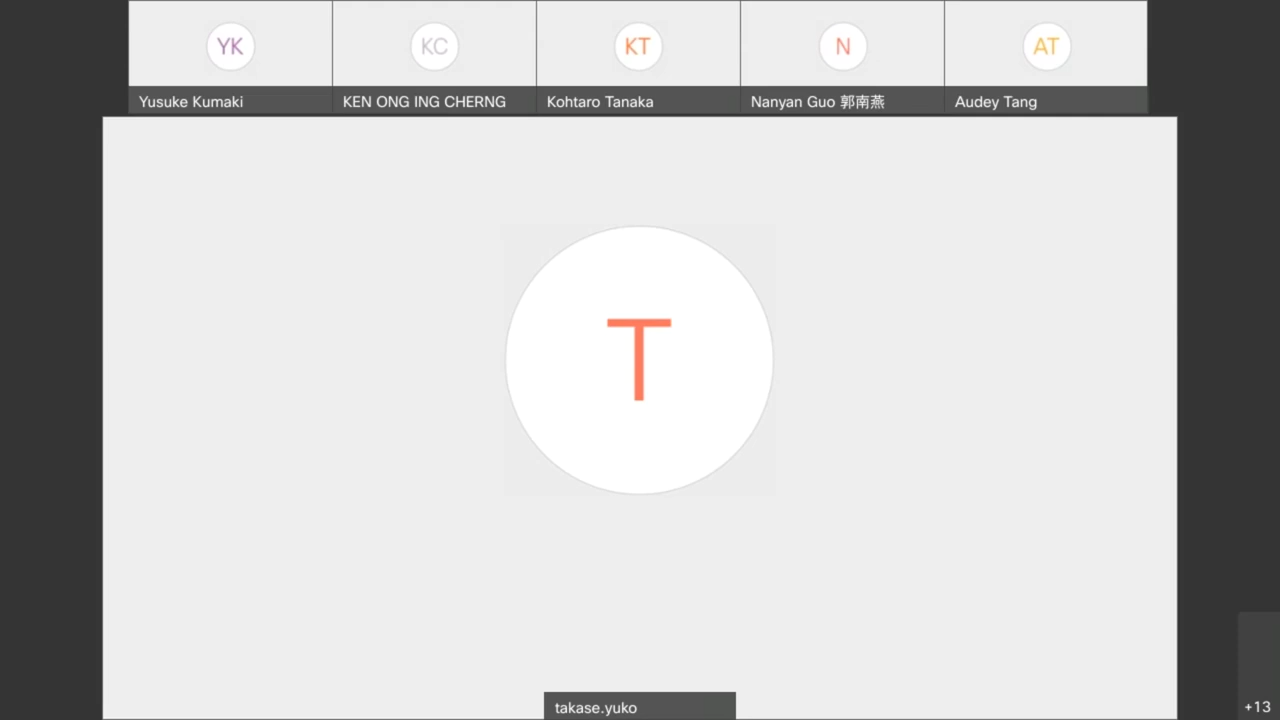 YK
KC
KT
N
AT
Yusuke Kumaki
KEN ONG ING CHERNG
Kohtaro Tanaka
Nanyan Guo 郭南燕
Audey Tang
T
takase.yuko
+13